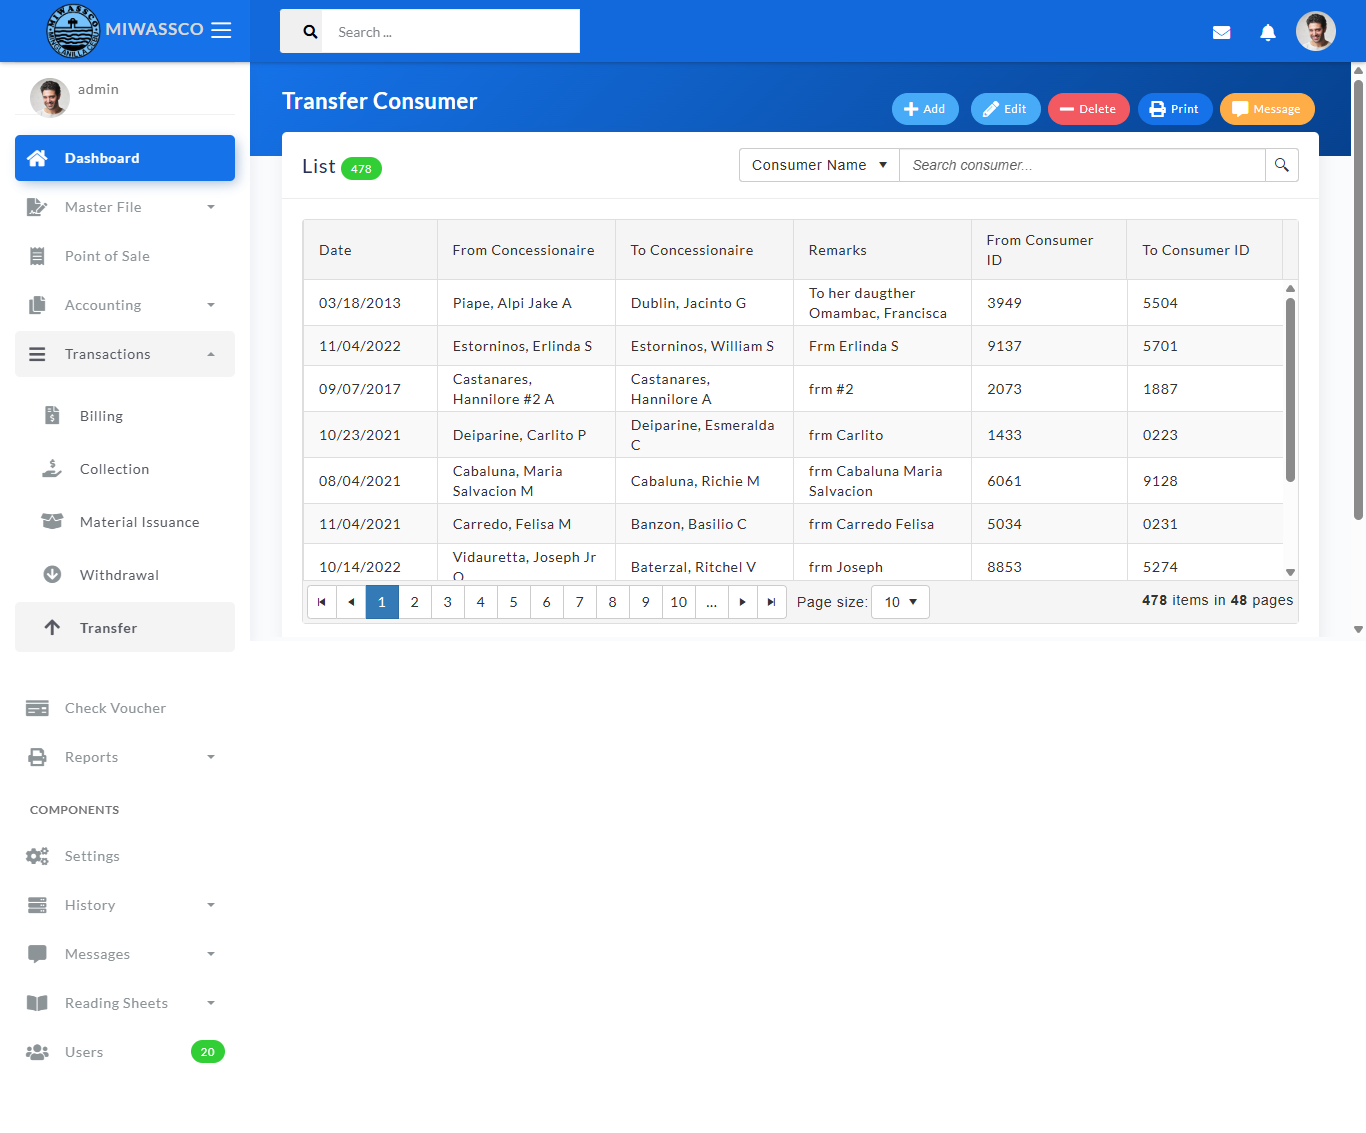 MIWASSCO
MIWASSCO
Search ...
admin
Dashboard
Master File
Point of Sale
Accounting
Transactions
Billing
Collection
Material Issuance
Withdrawal
Transfer
Check Voucher
Reports
COMPONENTS
Settings
History
Messages
Reading Sheets
Users 20
Transfer Consumer
Add Edit Delete Print Message
List 478
Consumer Name Search consumer...
Date From Concessionaire To Concessionaire Remarks From Consumer ID To Consumer ID
03/18/2013 Piape, Alpi Jake A Dublin, Jacinto G To her daugther Omambac, Francisca 3949 5504
11/04/2022 Estorninos, Erlinda S Estorninos, William S Frm Erlinda S 9137 5701
09/07/2017 Castanares, Hannilore #2 A Castanares, Hannilore A frm #2 2073 1887
10/23/2021 Deiparine, Carlito P Deiparine, Esmeralda C frm Carlito 1433 0223
08/04/2021 Cabaluna, Maria Salvacion M Cabaluna, Richie M frm Cabaluna Maria Salvacion 6061 9128
11/04/2021 Carredo, Felisa M Banzon, Basilio C frm Carredo Felisa 5034 0231
10/14/2022 Vidauretta, Joseph Jr Baterzal, Ritchel V frm Joseph 8853 5274
1 2 3 4 5 6 7 8 9 10 ... Page size: 10 478 items in 48 pages